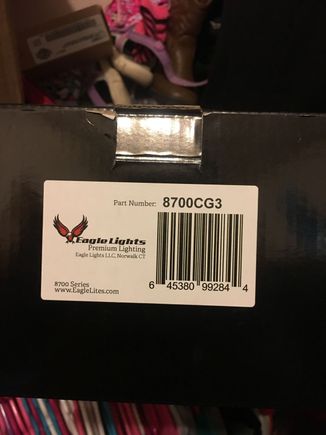 Part Number: 8700CG3
Eagle Lights
Premium Lighting
Eagle Lights LLC, Norwalk CT
8700 Series
www.EagleLites.com
6 45380 99284 4